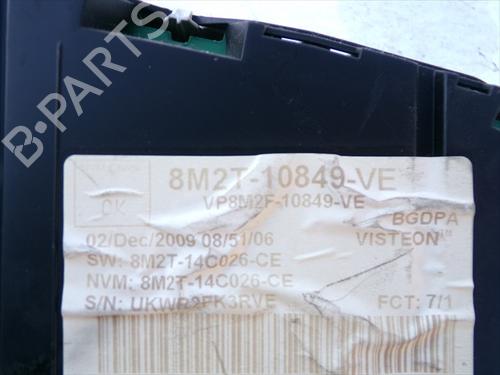 B-PARTS
8M2T-10849-VE
VP8M2F-10849-VE
OK
BGDPA
02/Dec/2009 08/51/06
VISTEON
SW: 8M2T-14C026-CE
NVM: 8M2T-14C026-CE
S/N: UKWR2FK3RVE
FCT: 7/1